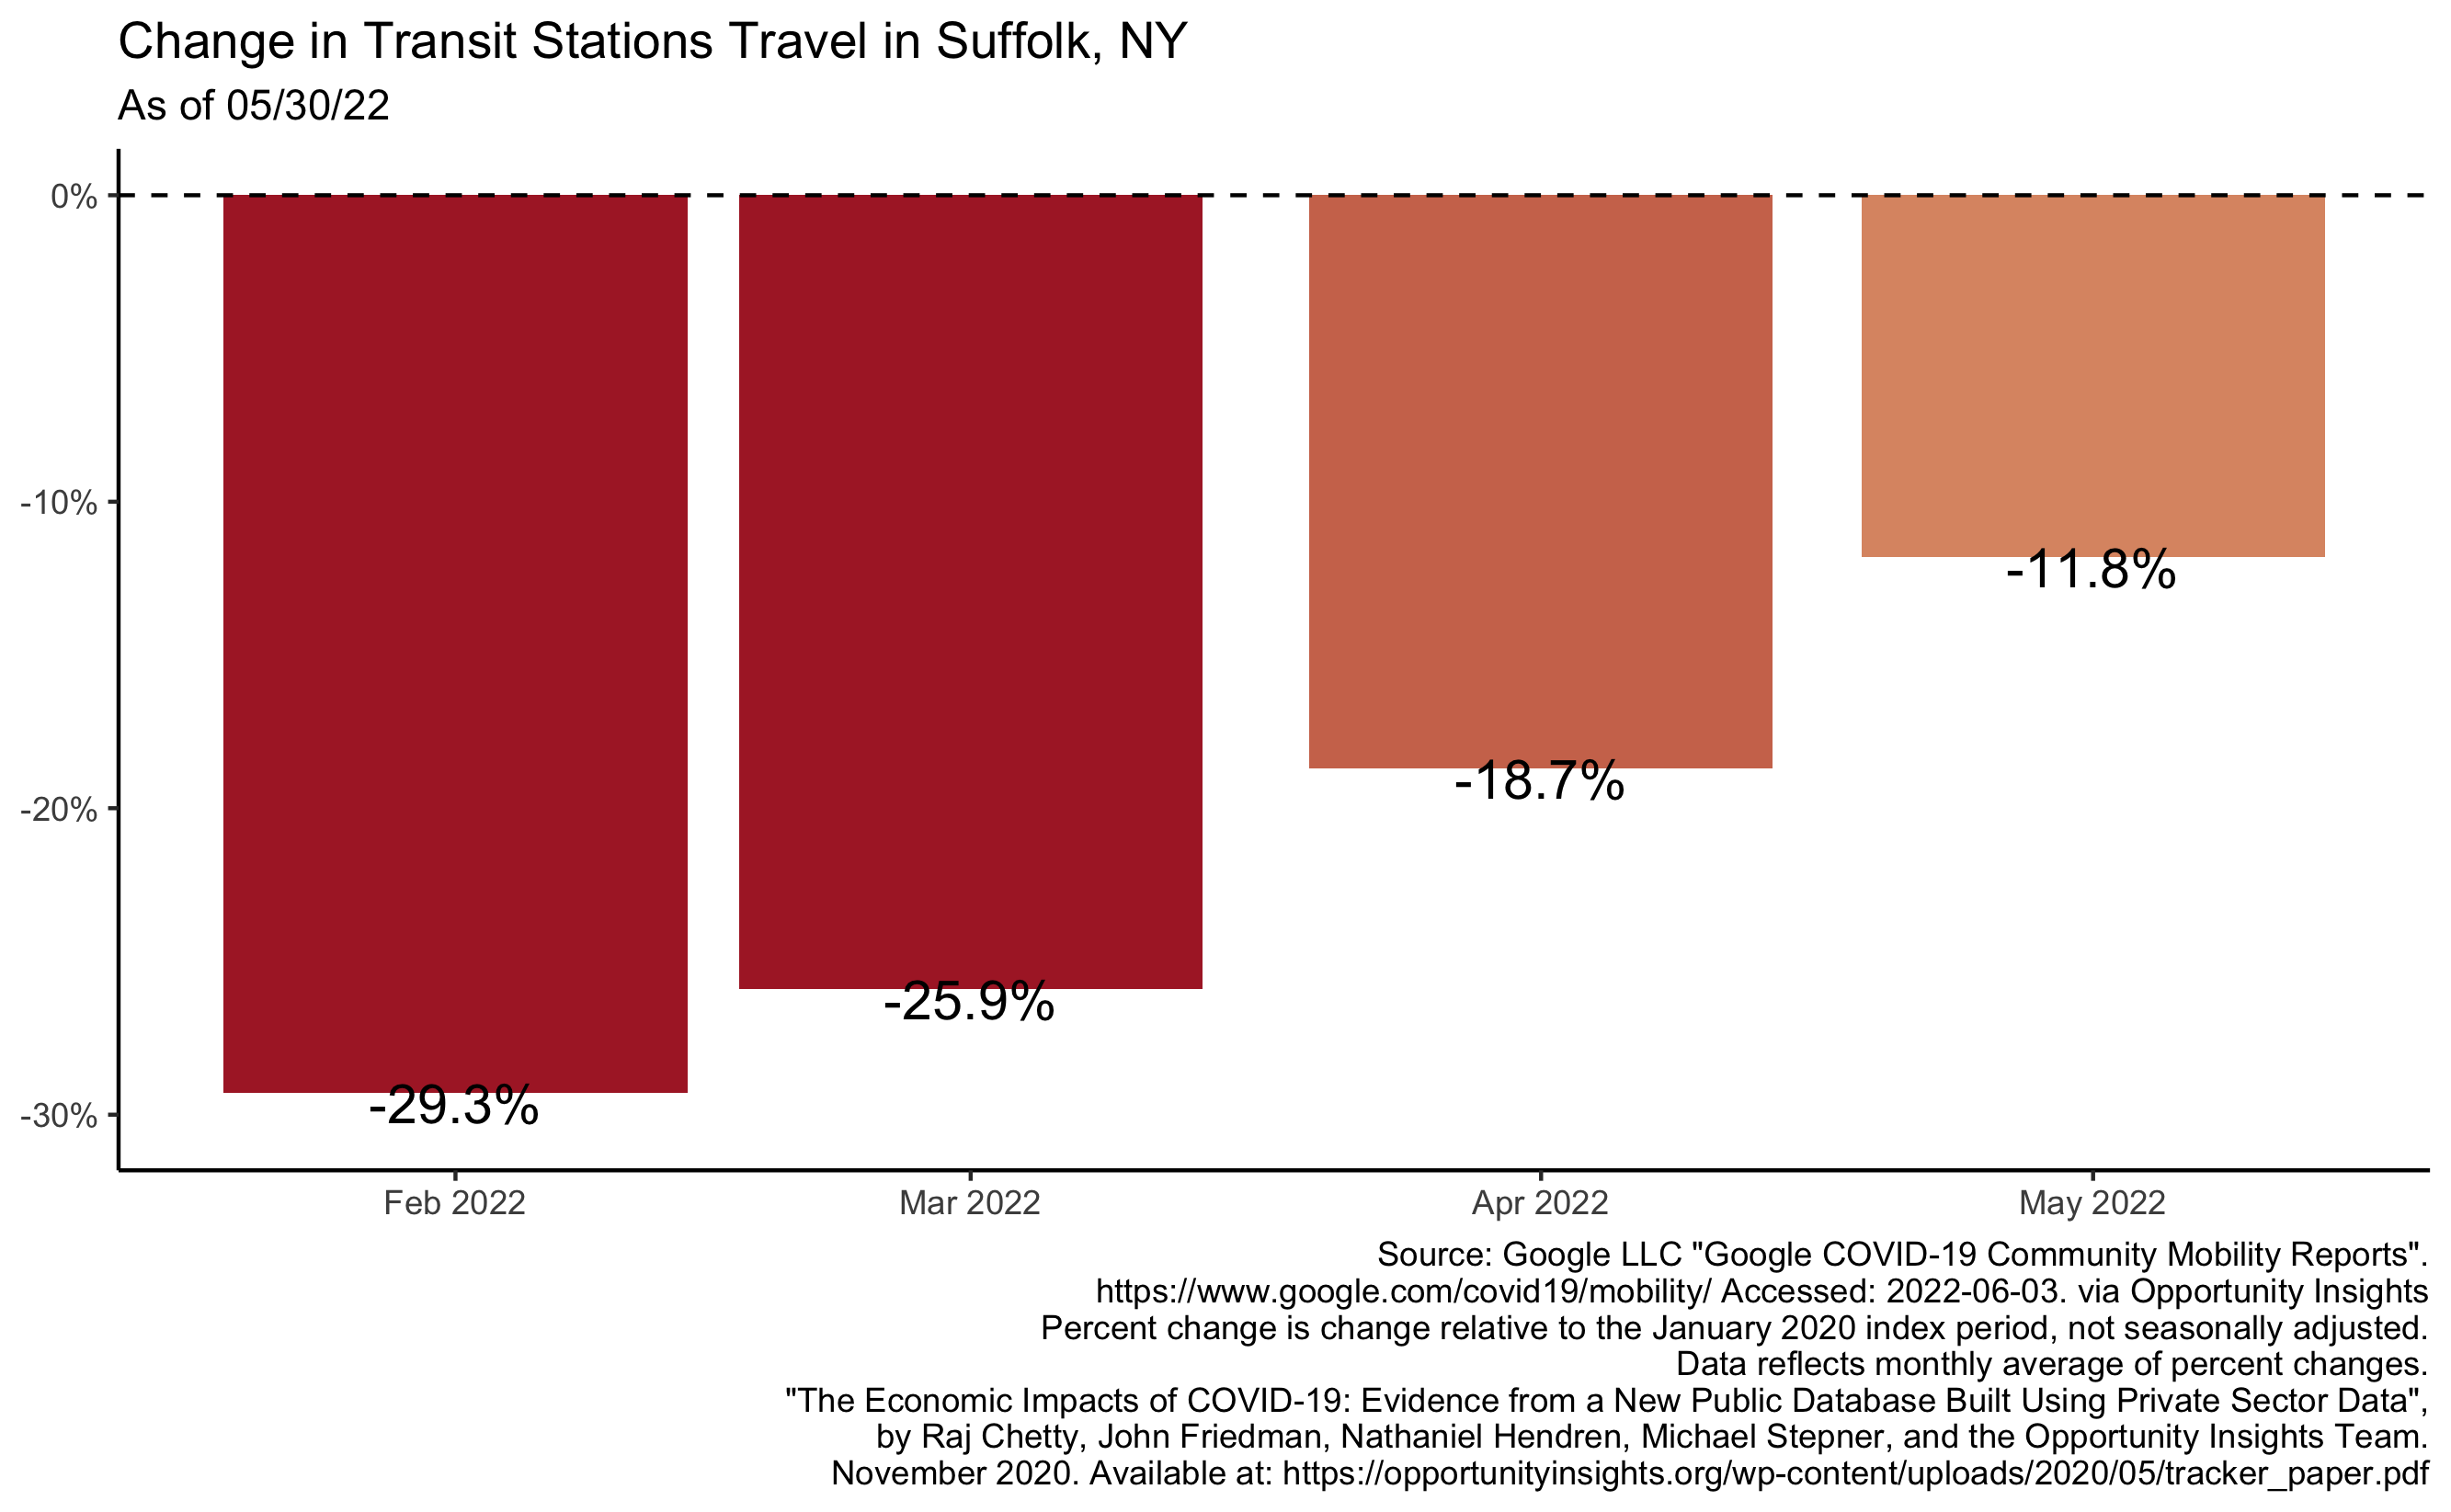 Change in Transit Stations Travel in Suffolk, NY
As of 05/30/22
0%
-10%
-20%
-30%
-29.3%
-25.9%
-18.7%
-11.8%
Feb 2022
Mar 2022
Apr 2022
May 2022
Source: Google LLC "Google COVID-19 Community Mobility Reports".
https://www.google.com/covid19/mobility/ Accessed: 2022-06-03. via Opportunity Insights
Percent change is change relative to the January 2020 index period, not seasonally adjusted.
Data reflects monthly average of percent changes.
"The Economic Impacts of COVID-19: Evidence from a New Public Database Built Using Private Sector Data",
by Raj Chetty, John Friedman, Nathaniel Hendren, Michael Stepner, and the Opportunity Insights Team.
November 2020. Available at: https://opportunityinsights.org/wp-content/uploads/2020/05/tracker_paper.pdf